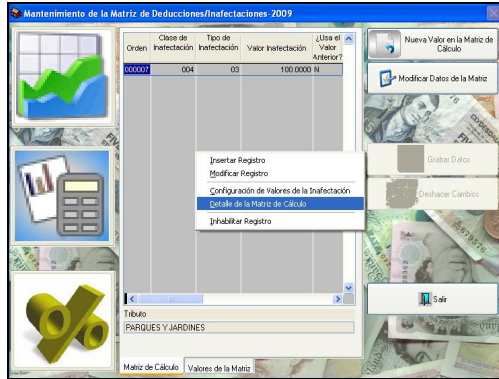 Mantenimiento de la Matriz de Deducciones/Inafectaciones-2009
Orden
Clase de
Inafectación
Tipo de
Inafectación
Valor Inafectación
¿Usa el
Valor
Anterior?
000007 004 03 100.0000 N
Insertar Registro
Modificar Registro
Configuración de Valores de la Inafectación
Detalle de la Matriz de Cálculo
Inhabilitar Registro
Tributo
PARQUES Y JARDINES
Matriz de Cálculo
Valores de la Matriz
Nueva Valor en la Matriz de
Cálculo
Modificar Datos de la Matriz
Grabar Datos
Deshacer Cambios
Salir